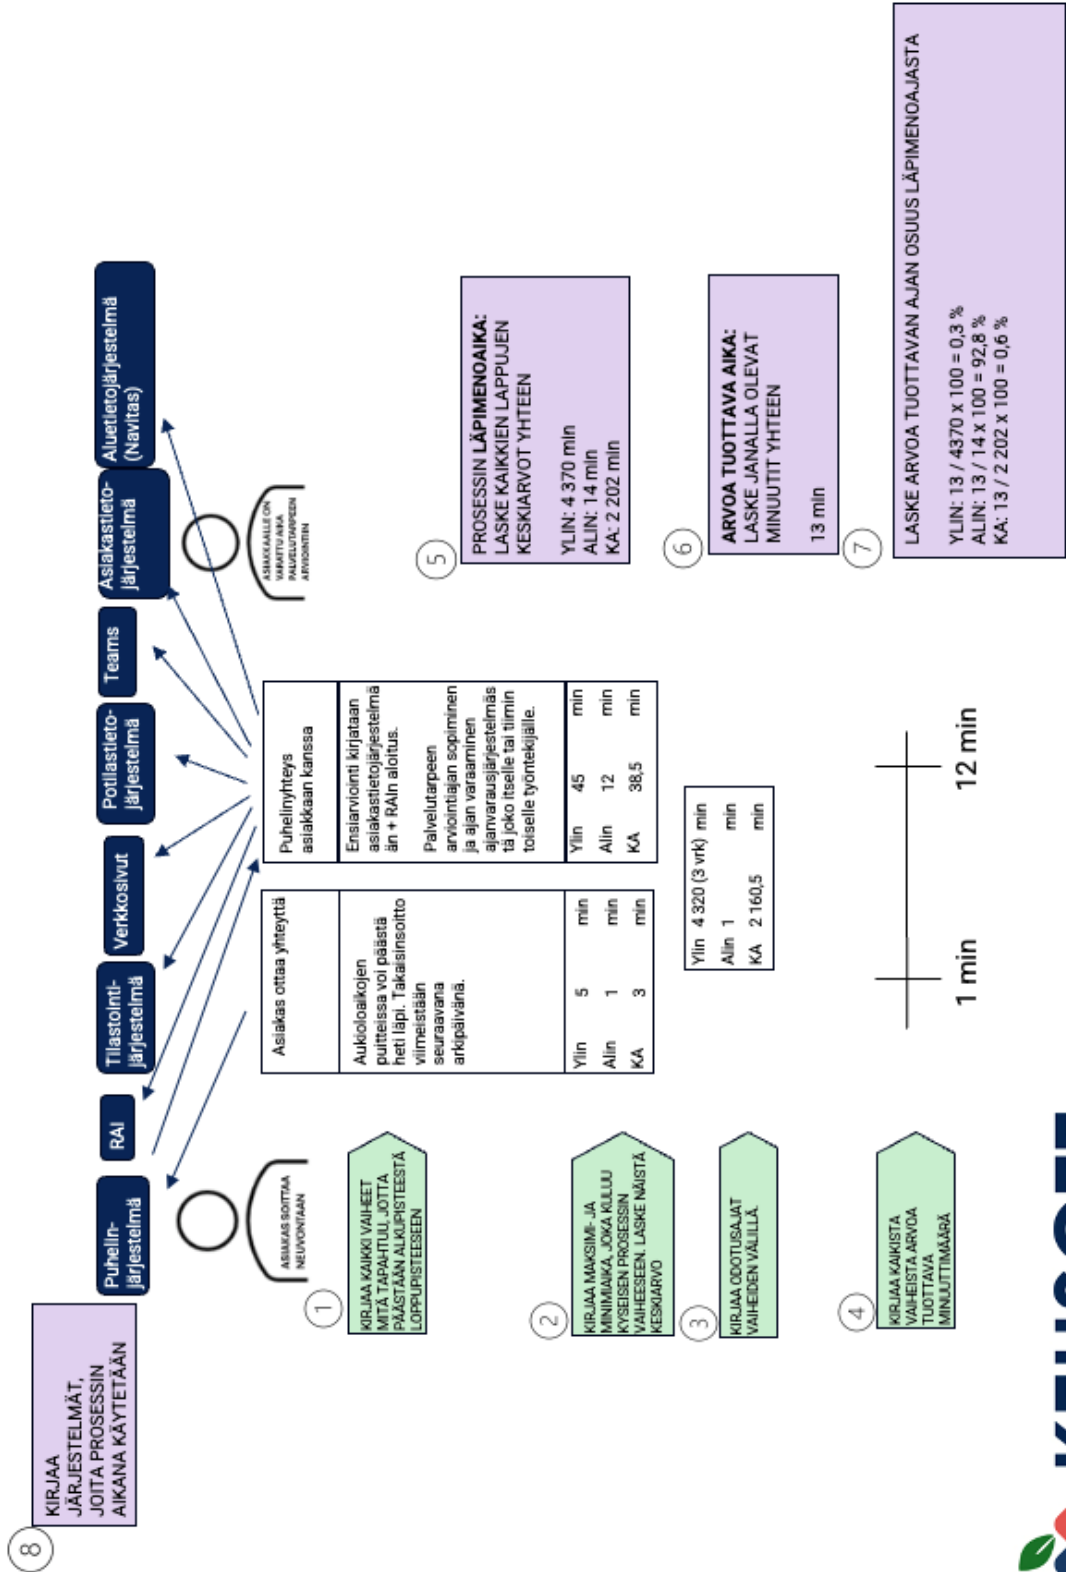 8
KIRJAA
JÄRJESTELMÄT,
JOITA PROSESSIN
AIKANA KÄYTETÄÄN
Puhelin-
järjestelmä
RAI
Tilastointi-
järjestelmä
Verkkosivut
Potilastieto-
järjestelmä
Teams
Asiakastieto-
järjestelmä
Aluetietojärjestelmä
(Navitas)
ASIAKAS SOITTAA
NEUVONTAAN
ASIAKKAALLE ON
VARATTU AIKA
PALVELUTARPEEN
ARVIOINTIIN
1
KIRJAA KAIKKI VAIHEET
MITÄ TAPAHTUU, JOTTA
PÄÄSTÄÄN ALKUPISTEESTÄ
LOPPUPISTEESEEN
Asiakas ottaa yhteyttä
Aukioloaikojen
puitteissa voi päästä
heti läpi. Takaisinsoitto
viimeistään
seuraavana
arkipäivänä.
Ylin 5 min
Alin 1 min
KA 3 min
Puhelinyhteys
asiakkaan kanssa
Ensiarviointi kirjataan
asiakastietojärjestelmä
än + RAIn aloitus.
Palvelutarpeen
arviointiajan sopiminen
ja ajan varaaminen
ajanvarausjärjestelmäs
tä joko itselle tai tiimin
toiselle työntekijälle.
Ylin 45 min
Alin 12 min
KA 38,5 min
2
KIRJAA MAKSIMI- JA
MINIMIAIKA, JOKA KULUU
KYSEISEN PROSESSIN
VAIHEESEEN. LASKE NÄISTÄ
KESKIARVO
3
KIRJAA ODOTUSAJAT
VAIHEIDEN VÄLILLÄ.
Ylin 4 320 (3 vrk) min
Alin 1 min
KA 2 160,5 min
4
KIRJAA KAIKISTA
VAIHEISTA ARVOA
TUOTTAVA
MINUUTTIMÄÄRÄ
1 min
12 min
5
PROSESSIN LÄPIMENOAIKA:
LASKE KAIKKIEN LAPPUJEN
KESKIARVOT YHTEEN
YLIN: 4 370 min
ALIN: 14 min
KA: 2 202 min
6
ARVOA TUOTTAVA AIKA:
LASKE JANALLA OLEVAT
MINUUTIT YHTEEN
13 min
7
LASKE ARVOA TUOTTAVAN AJAN OSUUS LÄPIMENOAJASTA
YLIN: 13 / 4370 x 100 = 0,3 %
ALIN: 13 / 14 x 100 = 92,8 %
KA: 13 / 2 202 x 100 = 0,6 %